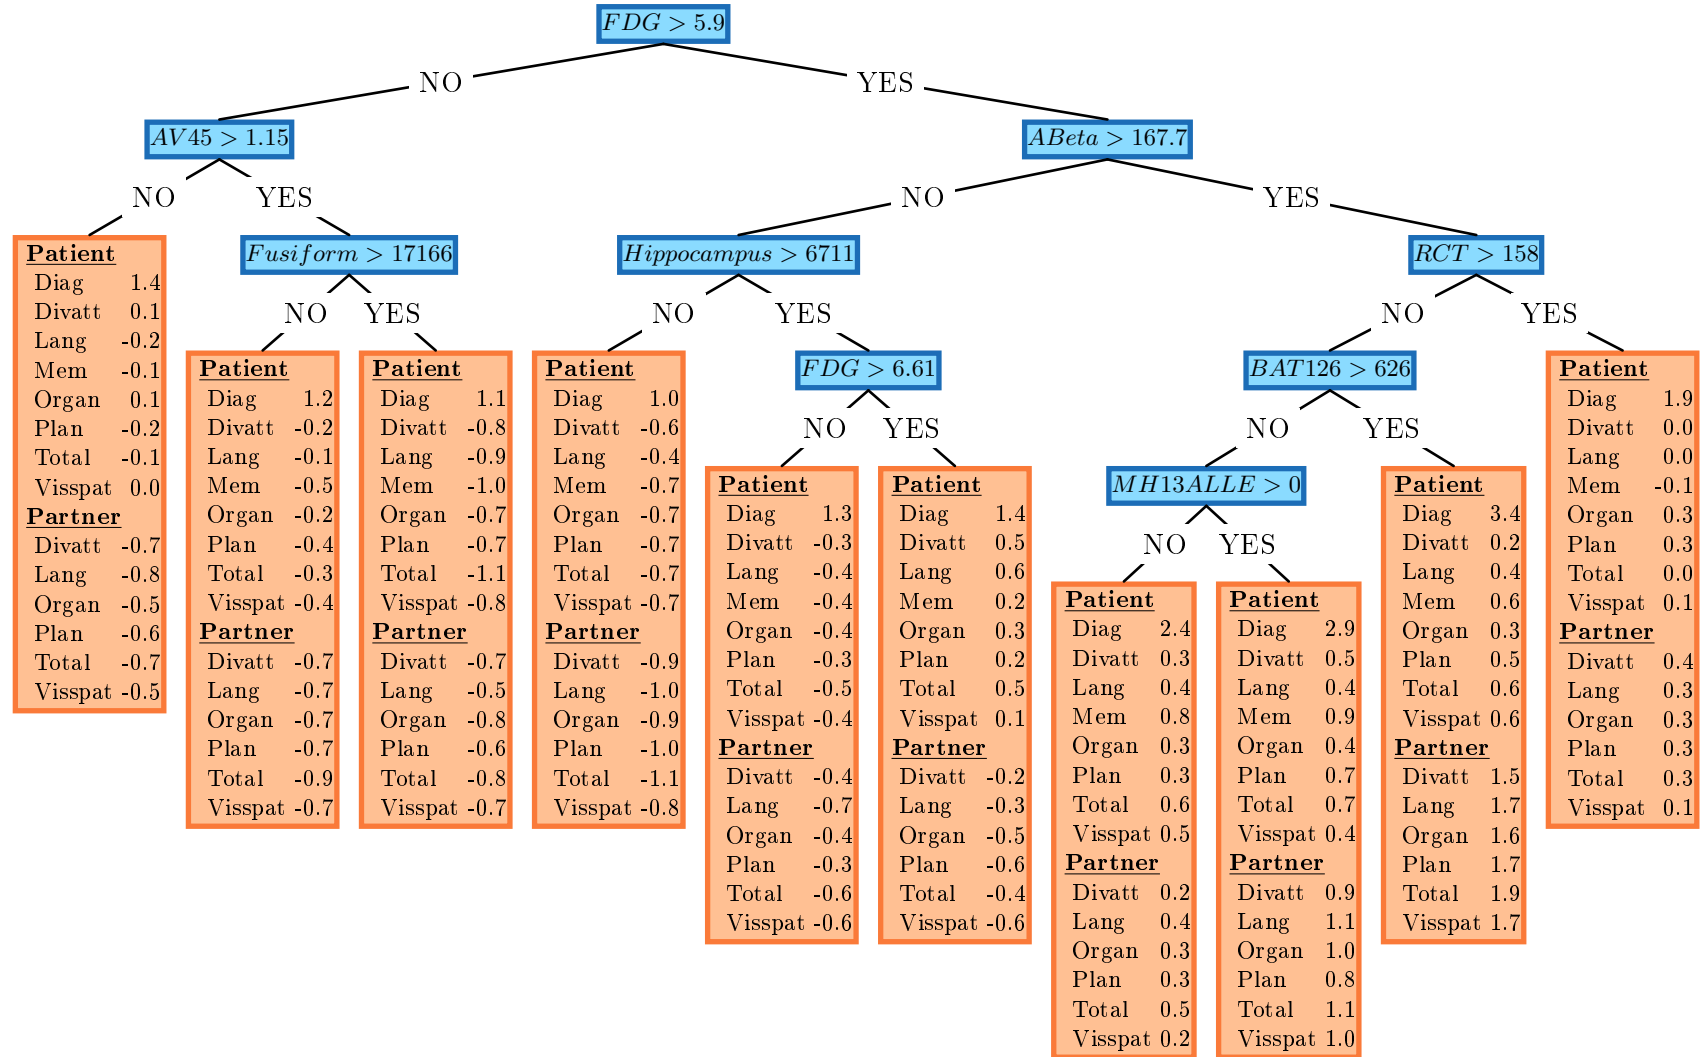 FDG > 5.9
NO
YES
AV45 > 1.15
ABeta > 167.7
NO
YES
NO
YES
Fusiform > 17166
Hippocampus > 6711
RCT > 158
NO
YES
NO
YES
NO
YES
FDG > 6.61
BAT126 > 626
NO
YES
NO
YES
MH13ALLE > 0
NO
YES
Patient
Diag 1.4
Divatt 0.1
Lang -0.2
Mem -0.1
Organ 0.1
Plan -0.2
Total -0.1
Visspat 0.0
Partner
Divatt -0.7
Lang -0.8
Organ -0.5
Plan -0.6
Total -0.7
Visspat -0.5
Patient
Diag 1.2
Divatt -0.2
Lang -0.1
Mem -0.5
Organ -0.2
Plan -0.4
Total -0.3
Visspat -0.4
Partner
Divatt -0.7
Lang -0.7
Organ -0.7
Plan -0.7
Total -0.9
Visspat -0.7
Patient
Diag 1.1
Divatt -0.8
Lang -0.9
Mem -1.0
Organ -0.7
Plan -0.7
Total -1.1
Visspat -0.8
Partner
Divatt -0.7
Lang -0.5
Organ -0.8
Plan -0.6
Total -0.8
Visspat -0.7
Patient
Diag 1.0
Divatt -0.6
Lang -0.4
Mem -0.7
Organ -0.7
Plan -0.7
Total -0.7
Visspat -0.7
Partner
Divatt -0.9
Lang -1.0
Organ -0.9
Plan -1.0
Total -1.1
Visspat -0.8
Patient
Diag 1.3
Divatt -0.3
Lang -0.4
Mem -0.4
Organ -0.4
Plan -0.3
Total -0.5
Visspat -0.4
Partner
Divatt -0.4
Lang -0.7
Organ -0.4
Plan -0.3
Total -0.6
Visspat -0.6
Patient
Diag 1.4
Divatt 0.5
Lang 0.6
Mem 0.2
Organ 0.3
Plan 0.2
Total 0.5
Visspat 0.1
Partner
Divatt -0.2
Lang -0.3
Organ -0.5
Plan -0.6
Total -0.4
Visspat -0.6
Patient
Diag 2.4
Divatt 0.3
Lang 0.4
Mem 0.8
Organ 0.3
Plan 0.3
Total 0.6
Visspat 0.5
Partner
Divatt 0.2
Lang 0.4
Organ 0.3
Plan 0.3
Total 0.5
Visspat 0.2
Patient
Diag 2.9
Divatt 0.5
Lang 0.4
Mem 0.9
Organ 0.4
Plan 0.7
Total 0.7
Visspat 0.4
Partner
Divatt 0.9
Lang 1.1
Organ 1.0
Plan 0.8
Total 1.1
Visspat 1.0
Patient
Diag 3.4
Divatt 0.2
Lang 0.4
Mem 0.6
Organ 0.3
Plan 0.5
Total 0.6
Visspat 0.6
Partner
Divatt 1.5
Lang 1.7
Organ 1.6
Plan 1.7
Total 1.9
Visspat 1.7
Patient
Diag 1.9
Divatt 0.0
Lang 0.0
Mem -0.1
Organ 0.3
Plan 0.3
Total 0.0
Visspat 0.1
Partner
Divatt 0.4
Lang 0.3
Organ 0.3
Plan 0.3
Total 0.3
Visspat 0.1